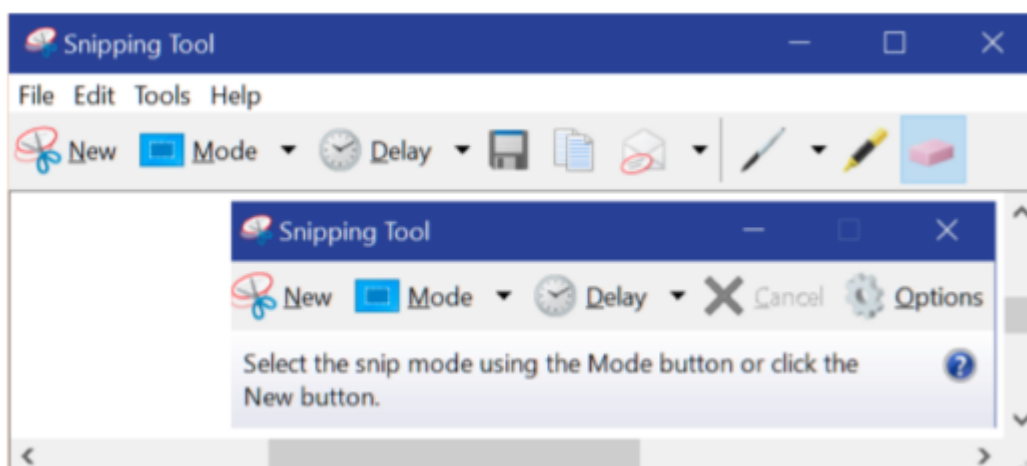 Snipping Tool
File Edit Tools Help
New Mode Delay
Snipping Tool
New Mode Delay Cancel Options
Select the snip mode using the Mode button or click the
New button.
?